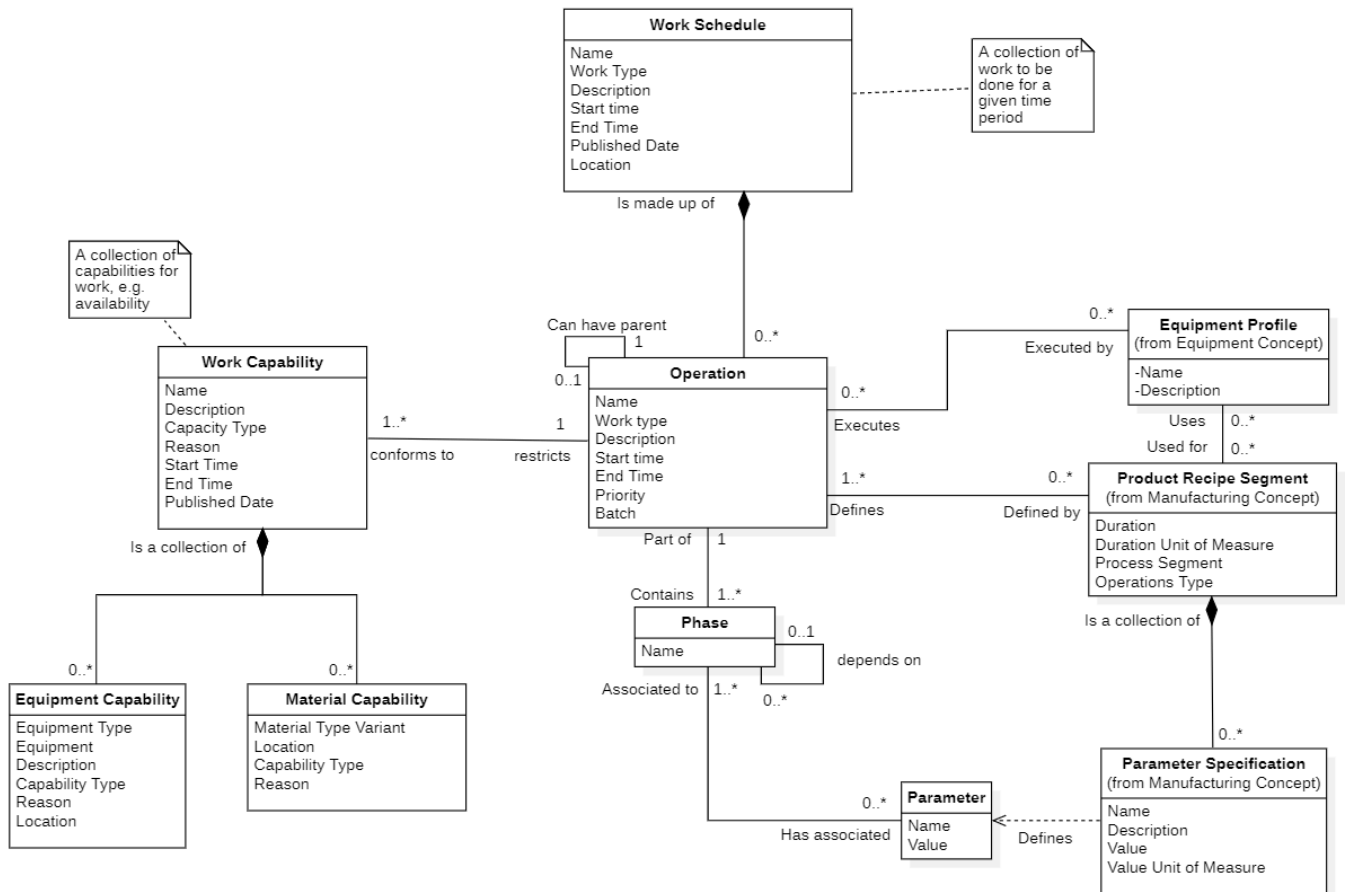 Work Schedule
Name
Work Type
Description
Start time
End Time
Published Date
Location
A collection of
work to be
done for a
given time
period
Is made up of
0..*
A collection of
capabilities for
work, e.g.
availability
Work Capability
Name
Description
Capacity Type
Reason
Start Time
End Time
Published Date
Can have parent
1
0..1
Operation
Name
Work type
Description
Start time
End Time
Priority
Batch
1..*
1
conforms to
restricts
0..*
Executed by
0..*
Executes
Equipment Profile
(from Equipment Concept)
-Name
-Description
Uses
0..*
Used for
0..*
1..*
0..*
Defines
Defined by
Product Recipe Segment
(from Manufacturing Concept)
Duration
Duration Unit of Measure
Process Segment
Operations Type
Is a collection of
0..*
0..*
Equipment Capability
Equipment Type
Equipment
Description
Capability Type
Reason
Location
Material Capability
Material Type Variant
Location
Capability Type
Reason
Part of
1
Contains
1..*
Phase
Name
0..1
depends on
0..*
Associated to
1..*
Is a collection of
0..*
0..*
Has associated
Parameter
Name
Value
Defines
Parameter Specification
(from Manufacturing Concept)
Name
Description
Value
Value Unit of Measure